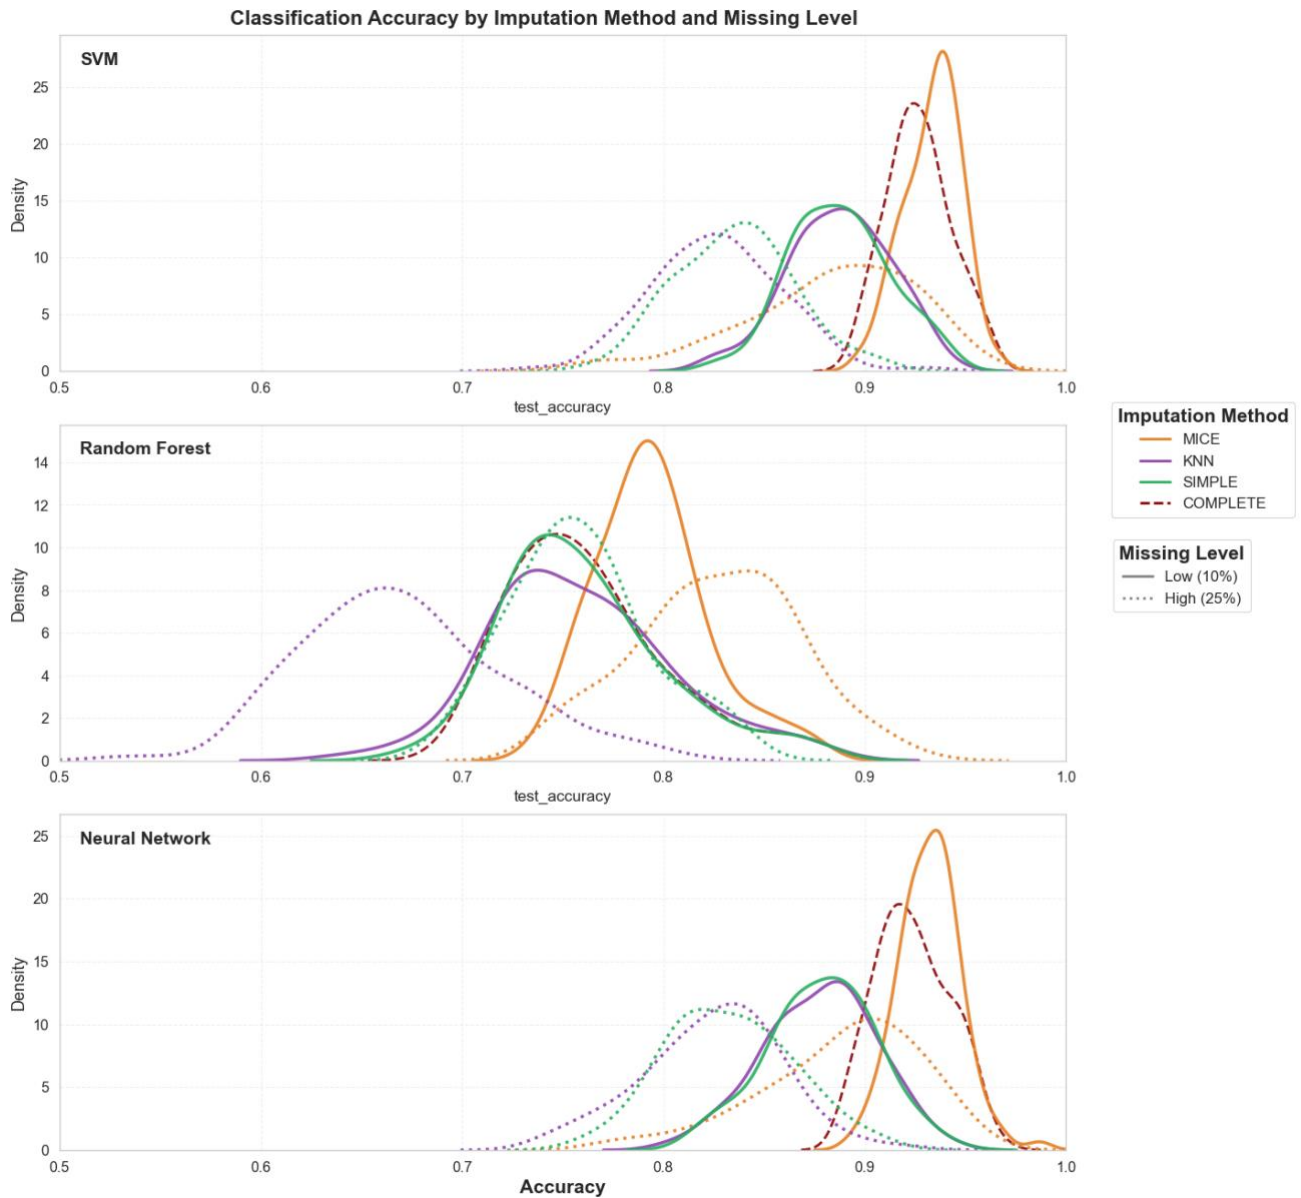 Classification Accuracy by Imputation Method and Missing Level
SVM
Density
25
20
15
10
5
0
0.5 0.6 0.7 0.8 0.9 1.0
test_accuracy
Random Forest
Density
14
12
10
8
6
4
2
0
0.5 0.6 0.7 0.8 0.9 1.0
test_accuracy
Neural Network
Density
25
20
15
10
5
0
0.5 0.6 0.7 0.8 0.9 1.0
Accuracy
Imputation Method
MICE
KNN
SIMPLE
COMPLETE
Missing Level
Low (10%)
High (25%)